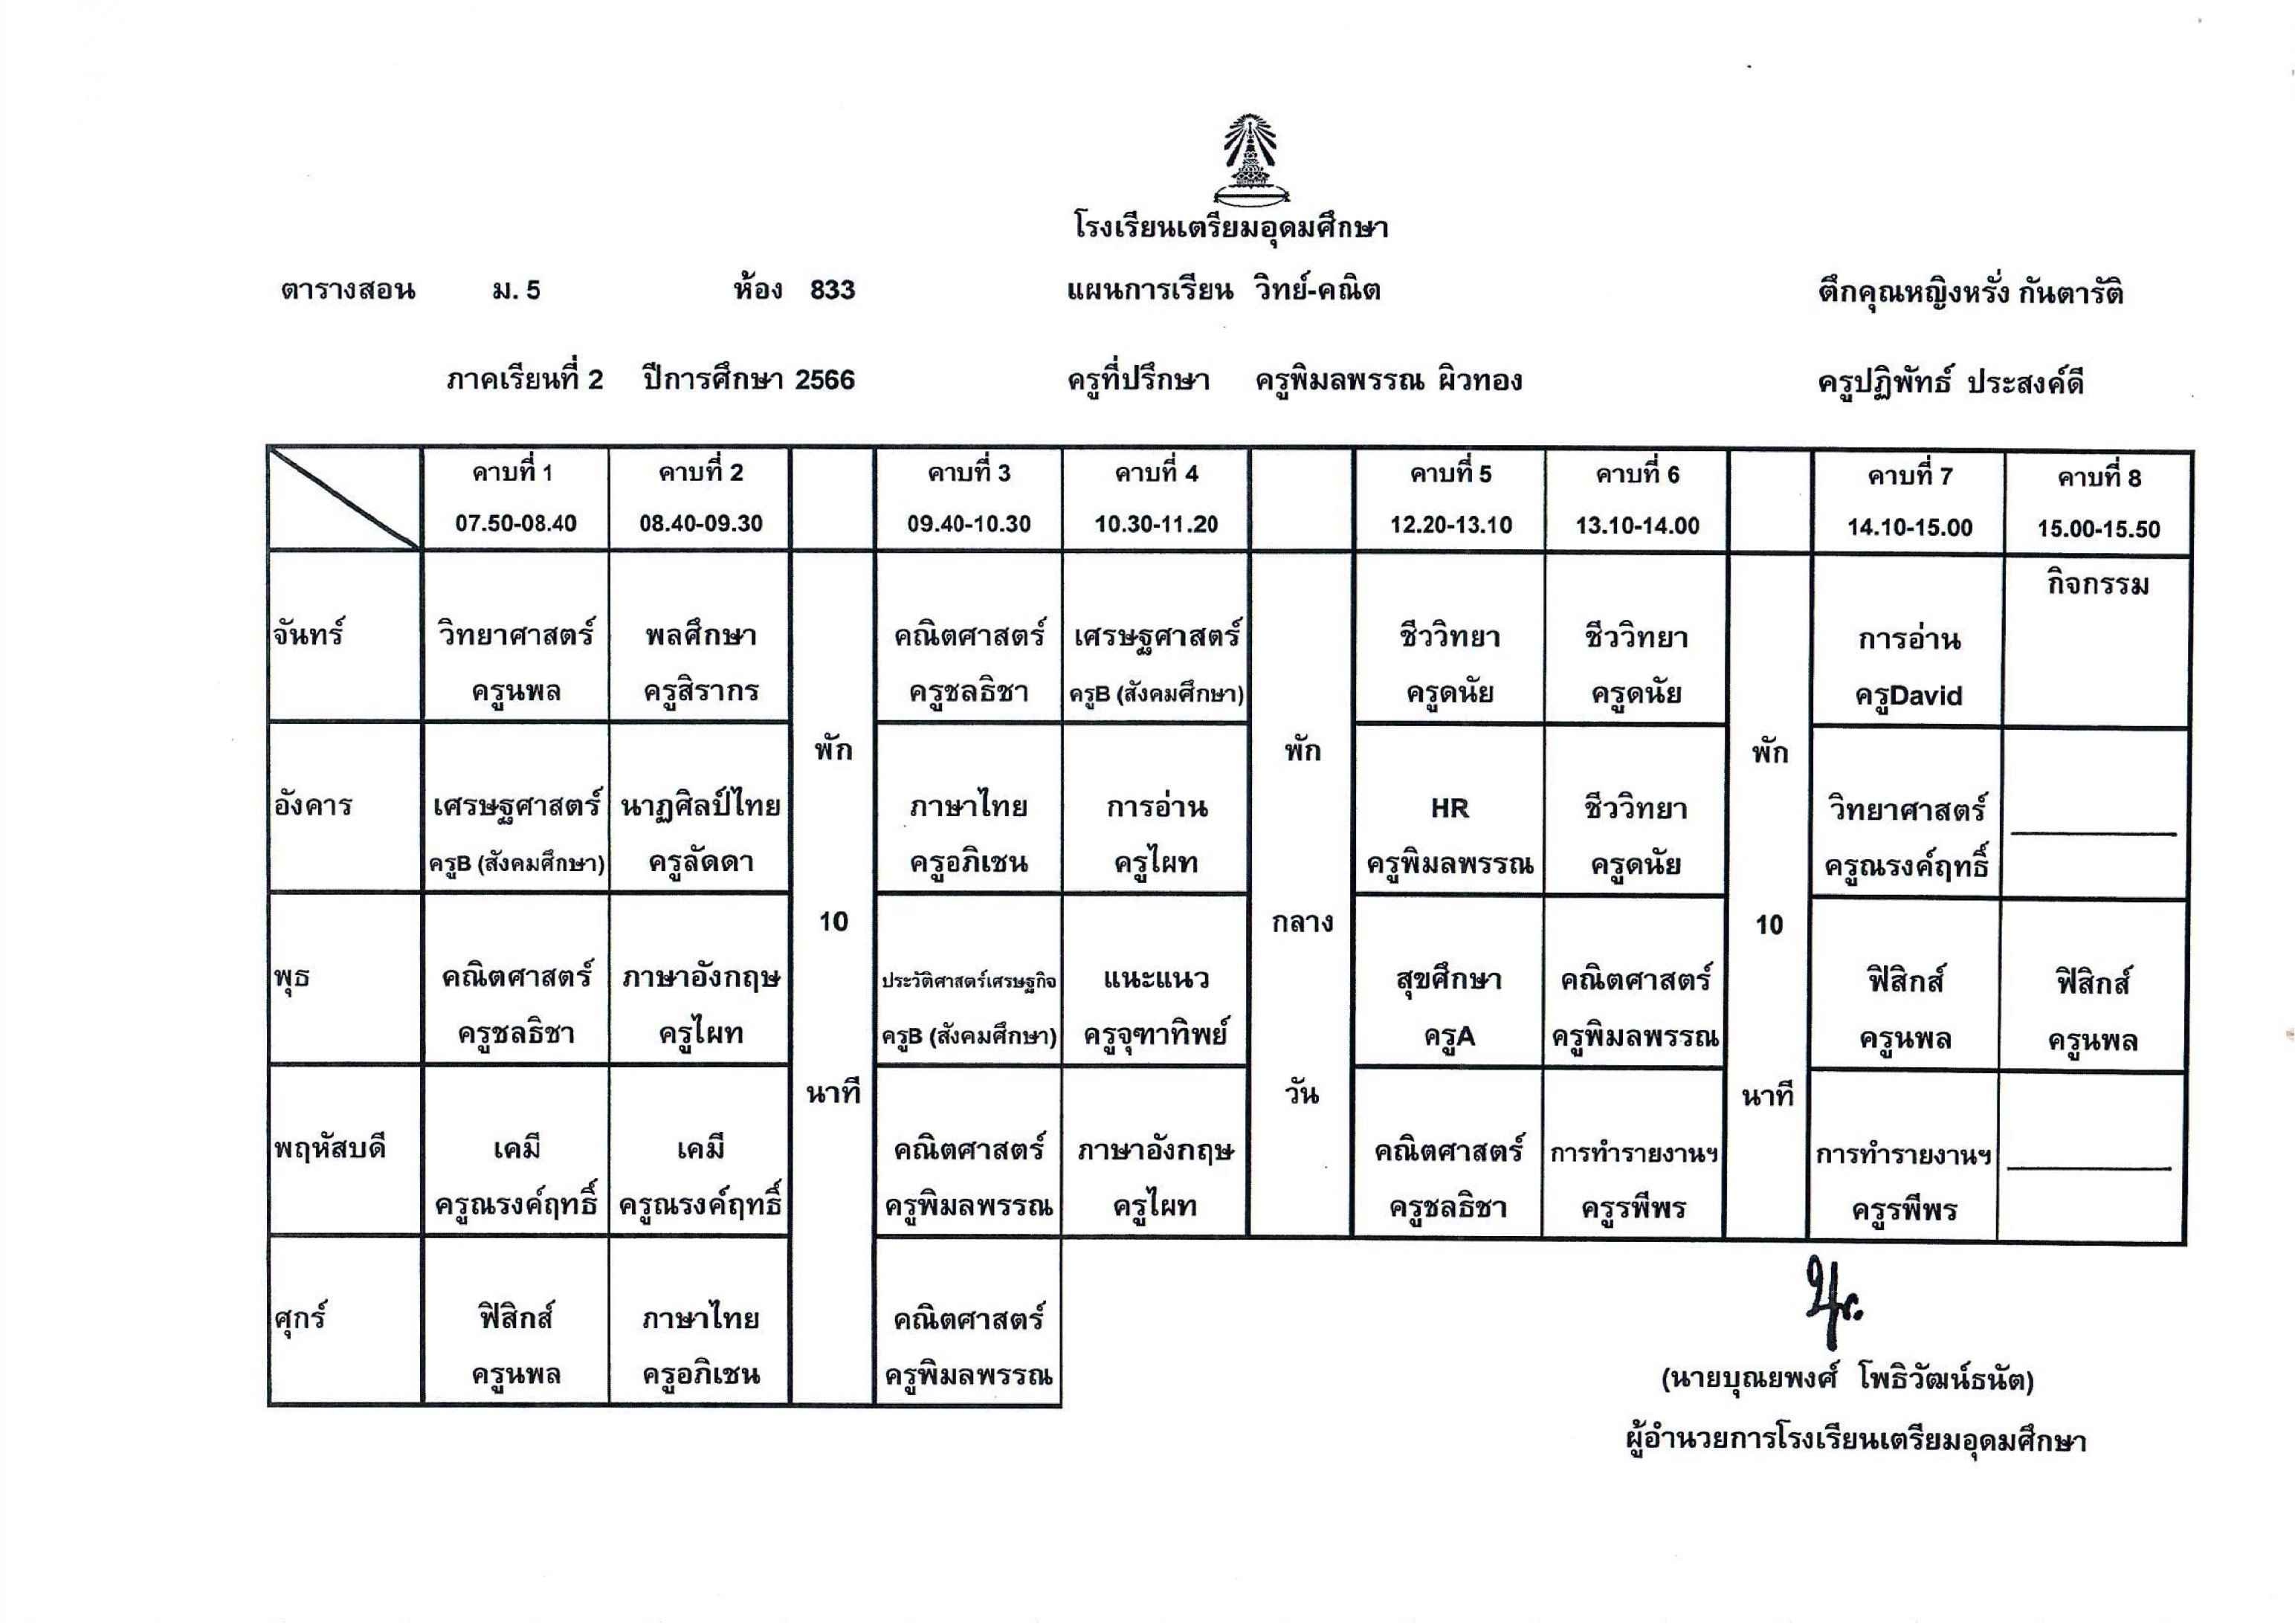 โรงเรียนเตรียมอุดมศึกษา
ตารางสอน ม. 5 ห้อง 833 แผนการเรียน วิทย์-คณิต ตึกคุณหญิงหรั่ง กันตารัติ
ภาคเรียนที่ 2 ปีการศึกษา 2566 ครูที่ปรึกษา ครูพิมลพรรณ ผิวทอง ครูปฏิพัทธ์ ประสงค์ดี
คาบที่ 1 คาบที่ 2 คาบที่ 3 คาบที่ 4 คาบที่ 5 คาบที่ 6 คาบที่ 7 คาบที่ 8
07.50-08.40 08.40-09.30 09.40-10.30 10.30-11.20 12.20-13.10 13.10-14.00 14.10-15.00 15.00-15.50
กิจกรรม
จันทร์ วิทยาศาสตร์ พลศึกษา คณิตศาสตร์ เศรษฐศาสตร์ ชีววิทยา ชีววิทยา การอ่าน
ครูนพล ครูสิรากร ครูชลธิชา ครูB (สังคมศึกษา) ครูดนัย ครูดนัย ครูDavid
พัก พัก พัก
อังคาร เศรษฐศาสตร์ นาฏศิลป์ไทย ภาษาไทย การอ่าน HR ชีววิทยา วิทยาศาสตร์
ครูB (สังคมศึกษา) ครูลัดดา ครูอภิเชน ครูไผท ครูพิมลพรรณ ครูดนัย ครูณรงค์ฤทธิ์
10 กลาง 10
พุธ คณิตศาสตร์ ภาษาอังกฤษ ประวัติศาสตร์เศรษฐกิจ แนะแนว สุขศึกษา คณิตศาสตร์ ฟิสิกส์ ฟิสิกส์
ครูชลธิชา ครูไผท ครูB (สังคมศึกษา) ครูจุฑาทิพย์ ครูA ครูพิมลพรรณ ครูนพล ครูนพล
นาที วัน นาที
พฤหัสบดี เคมี เคมี คณิตศาสตร์ ภาษาอังกฤษ คณิตศาสตร์ การทำรายงานฯ การทำรายงานฯ
ครูณรงค์ฤทธิ์ ครูณรงค์ฤทธิ์ ครูพิมลพรรณ ครูไผท ครูชลธิชา ครูรพีพร ครูรพีพร
ศุกร์ ฟิสิกส์ ภาษาไทย คณิตศาสตร์
ครูนพล ครูอภิเชน ครูพิมลพรรณ
(นายบุณยพงศ์ โพธิวัฒน์ธนัต)
ผู้อำนวยการโรงเรียนเตรียมอุดมศึกษา